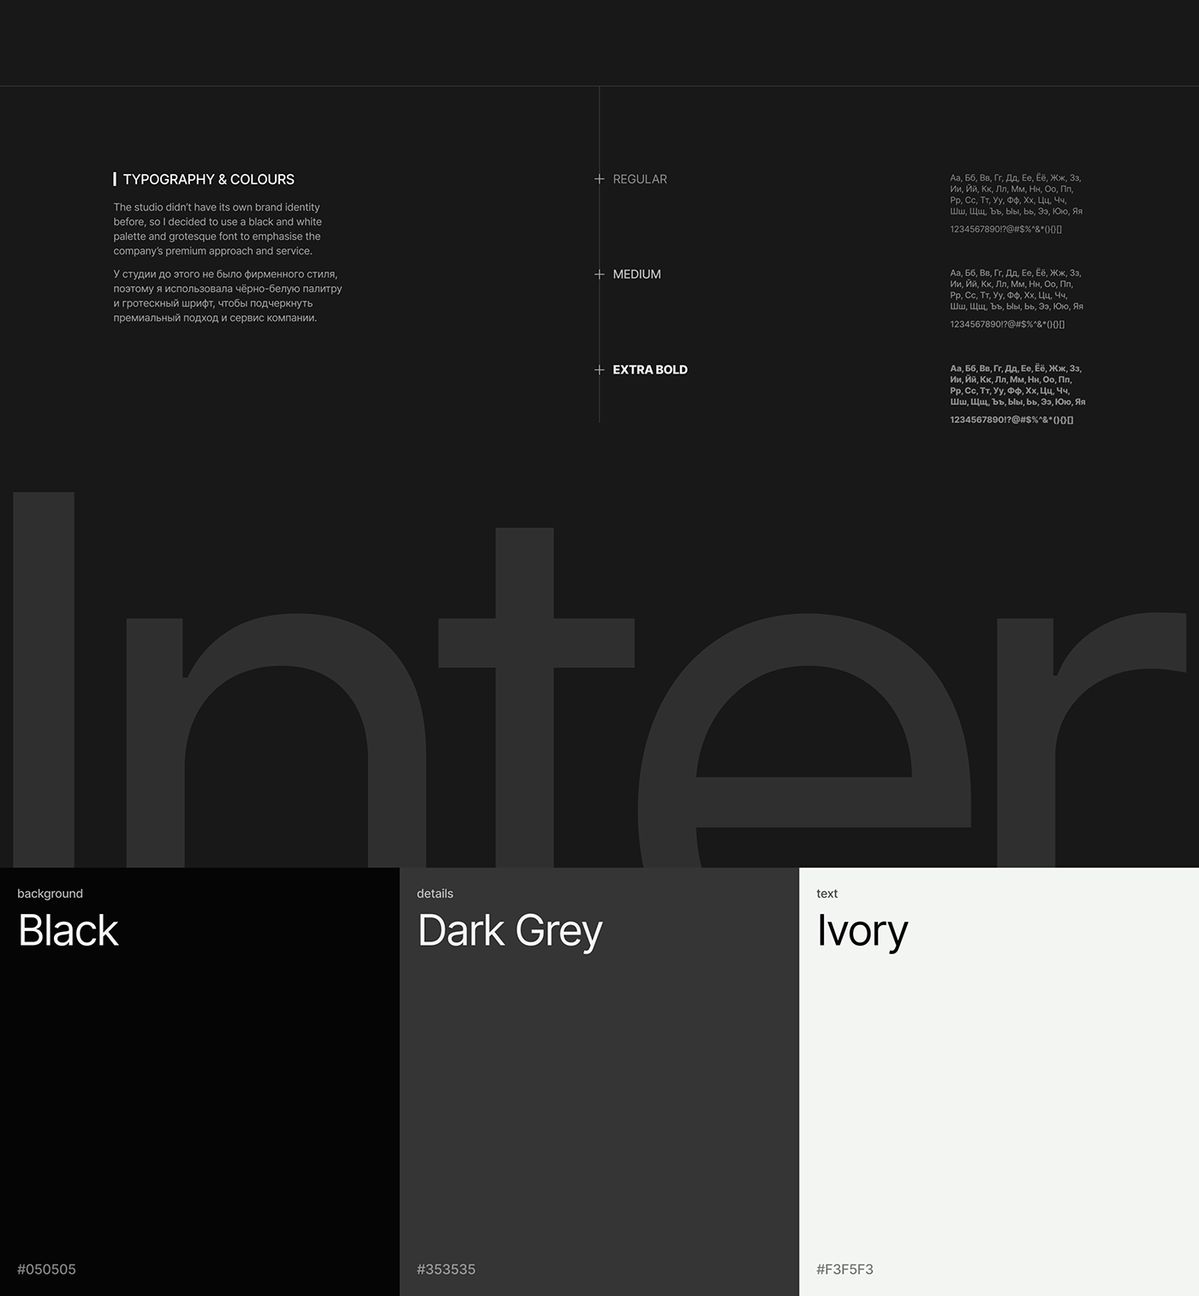 TYPOGRAPHY & COLOURS
The studio didn't have its own brand identity
before, so I decided to use a black and white
palette and grotesque font to emphasise the
company's premium approach and service.
У студии до этого не было фирменного стиля,
поэтому я использовала чёрно-белую палитру
и гротескный шрифт, чтобы подчеркнуть
премиальный подход и сервис компании.
REGULAR
Аа, Бб, Вв, Гг, Дд, Ее, Ёё, Жж, Зз,
Ии, Йй, Кк, Лл, Мм, Нн, Оо, Пп,
Рр, Сс, Тт, Уу, Фф, Хх, Цц, Чч,
Шш, Щщ, Ъъ, Ыы, Ьь, Ээ, Юю, Яя
1234567890!?@#$%^&*(){}[]
MEDIUM
Аа, Бб, Вв, Гг, Дд, Ее, Ёё, Жж, Зз,
Ии, Йй, Кк, Лл, Мм, Нн, Оо, Пп,
Рр, Сс, Тт, Уу, Фф, Хх, Цц, Чч,
Шш, Щщ, Ъъ, Ыы, Ьь, Ээ, Юю, Яя
1234567890!?@#$%^&*(){}[]
EXTRA BOLD
Аа, Бб, Вв, Гг, Дд, Ее, Ёё, Жж, Зз,
Ии, Йй, Кк, Лл, Мм, Нн, Оо, Пп,
Рр, Сс, Тт, Уу, Фф, Хх, Цц, Чч,
Шш, Щщ, Ъъ, Ыы, Ьь, Ээ, Юю, Яя
1234567890!?@#$%^&*(){}[]
Inter
background
Black
#050505
details
Dark Grey
#353535
text
Ivory
#F3F5F3